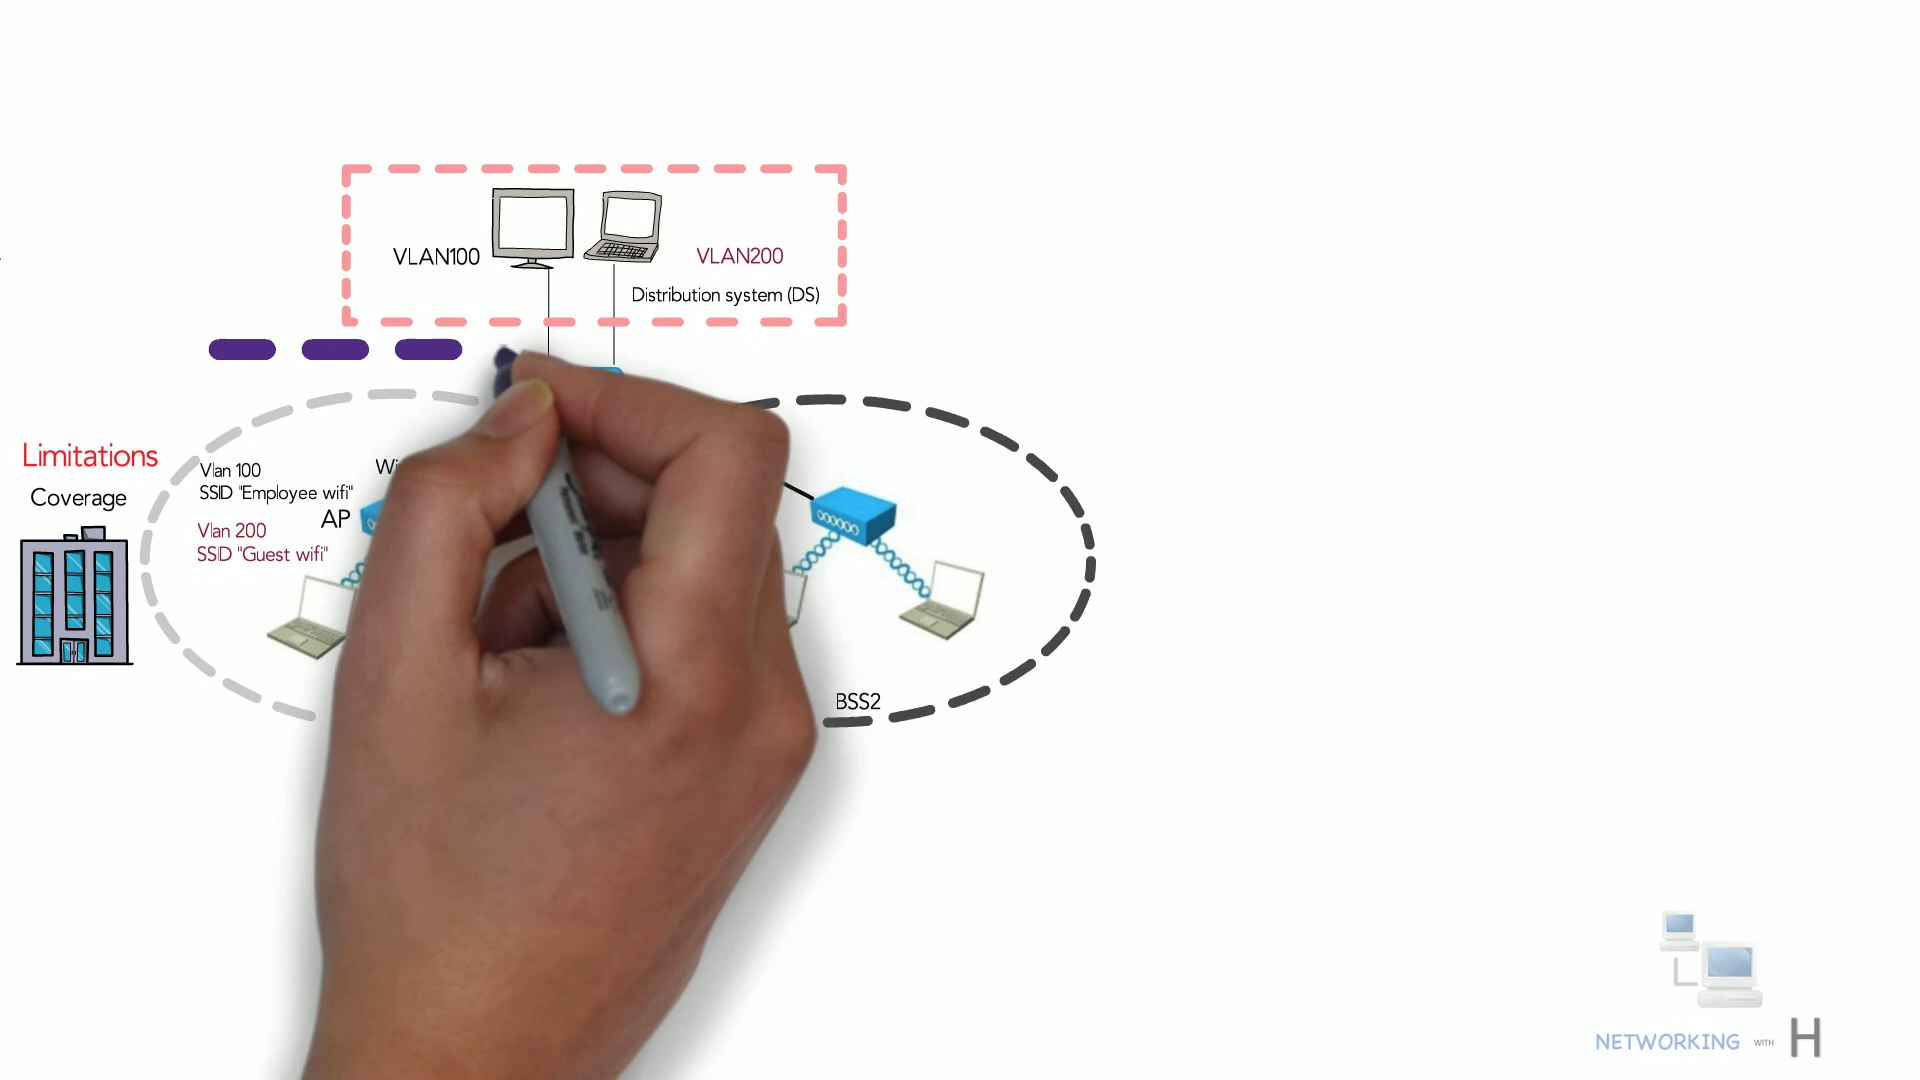 VLAN100
VLAN200
Distribution system (DS)
Limitations
Coverage
Vlan 100
SSID "Employee wifi"
AP
Vlan 200
SSID "Guest wifi"
BSS2
NETWORKING WITH H